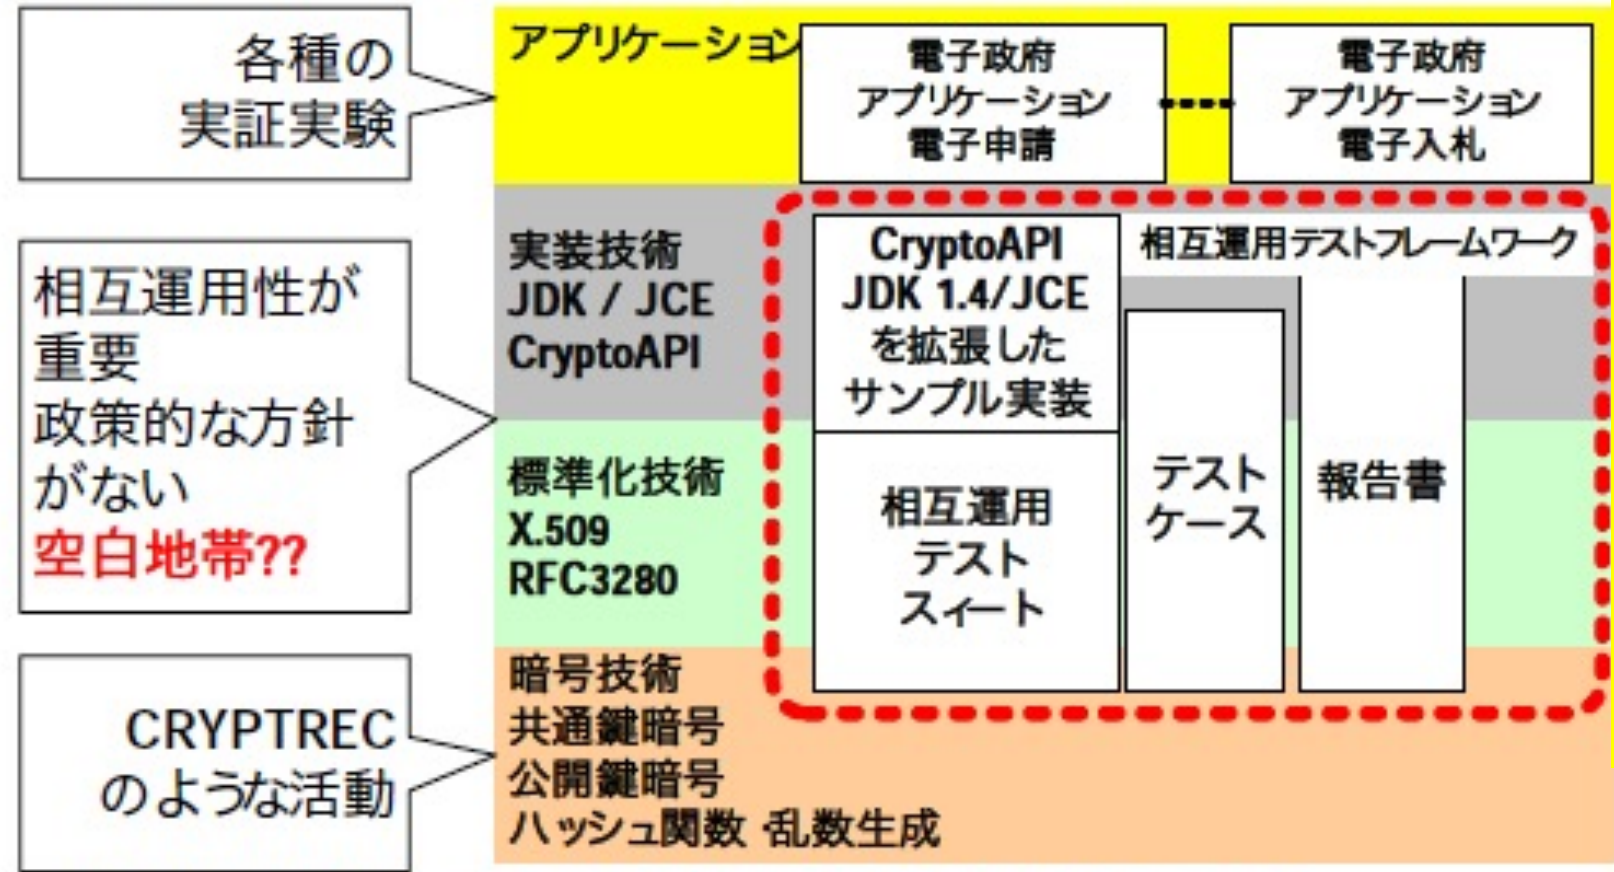 各種の
実証実験
アプリケーション
電子政府
アプリケーション
電子申請
電子政府
アプリケーション
電子入札
相互運用性が
重要
政策的な方針
がない
空白地帯??
実装技術
JDK / JCE
CryptoAPI
CryptoAPI
JDK 1.4/JCE
を拡張した
サンプル実装
相互運用テストフレームワーク
標準化技術
X.509
RFC3280
相互運用
テスト
スィート
テスト
ケース
報告書
CRYPTREC
のような活動
暗号技術
共通鍵暗号
公開鍵暗号
ハッシュ関数・乱数生成